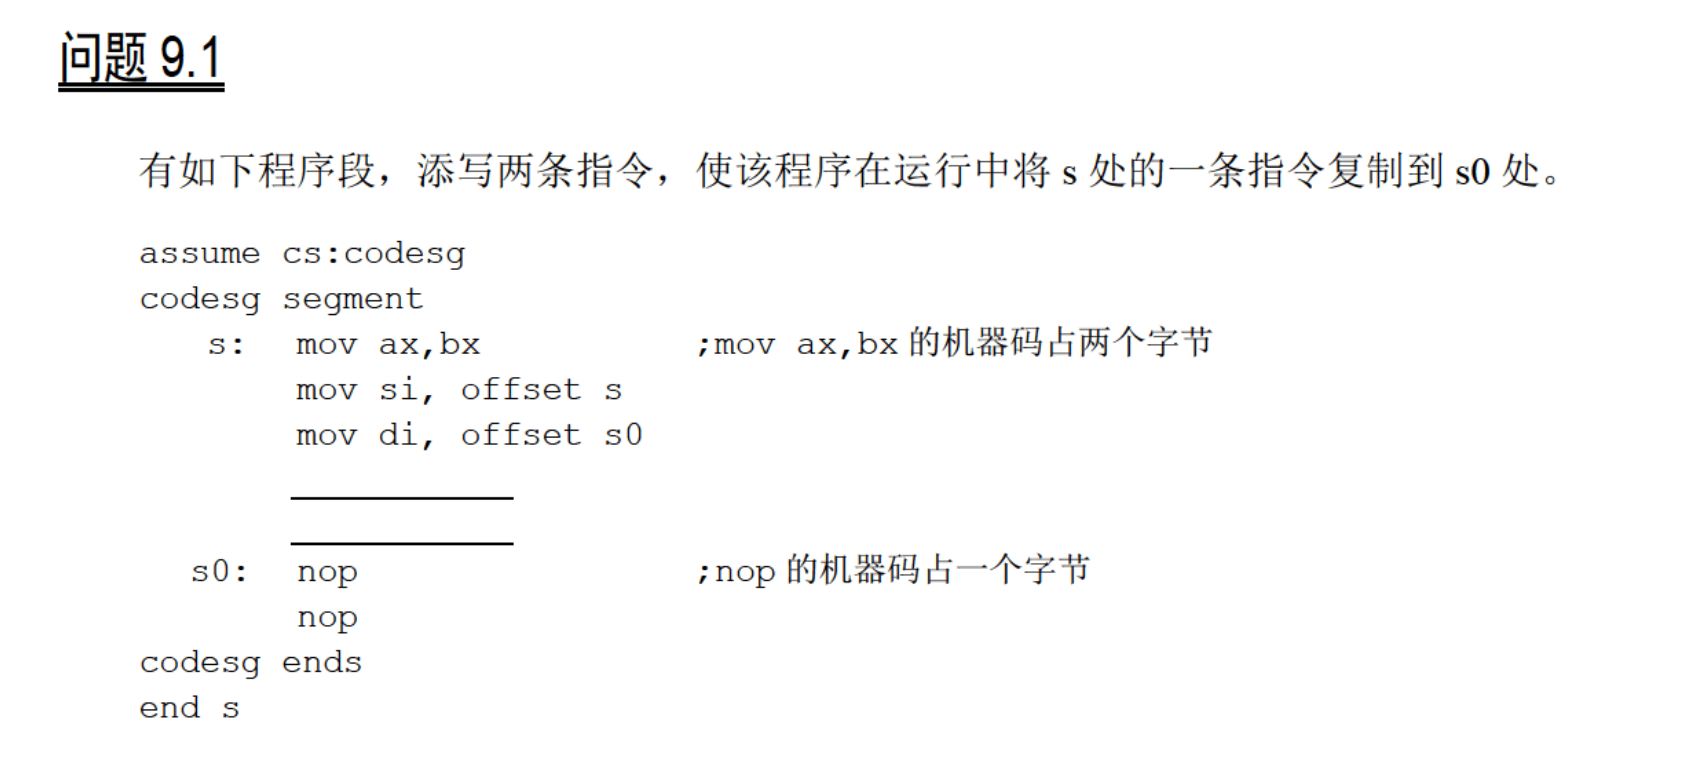 问题 9.1
有如下程序段，添写两条指令，使该程序在运行中将 s 处的一条指令复制到 s0 处。
assume cs:codesg
codesg segment
s: mov ax,bx ;mov ax,bx 的机器码占两个字节
mov si, offset s
mov di, offset s0
s0: nop ;nop 的机器码占一个字节
nop
codesg ends
end s